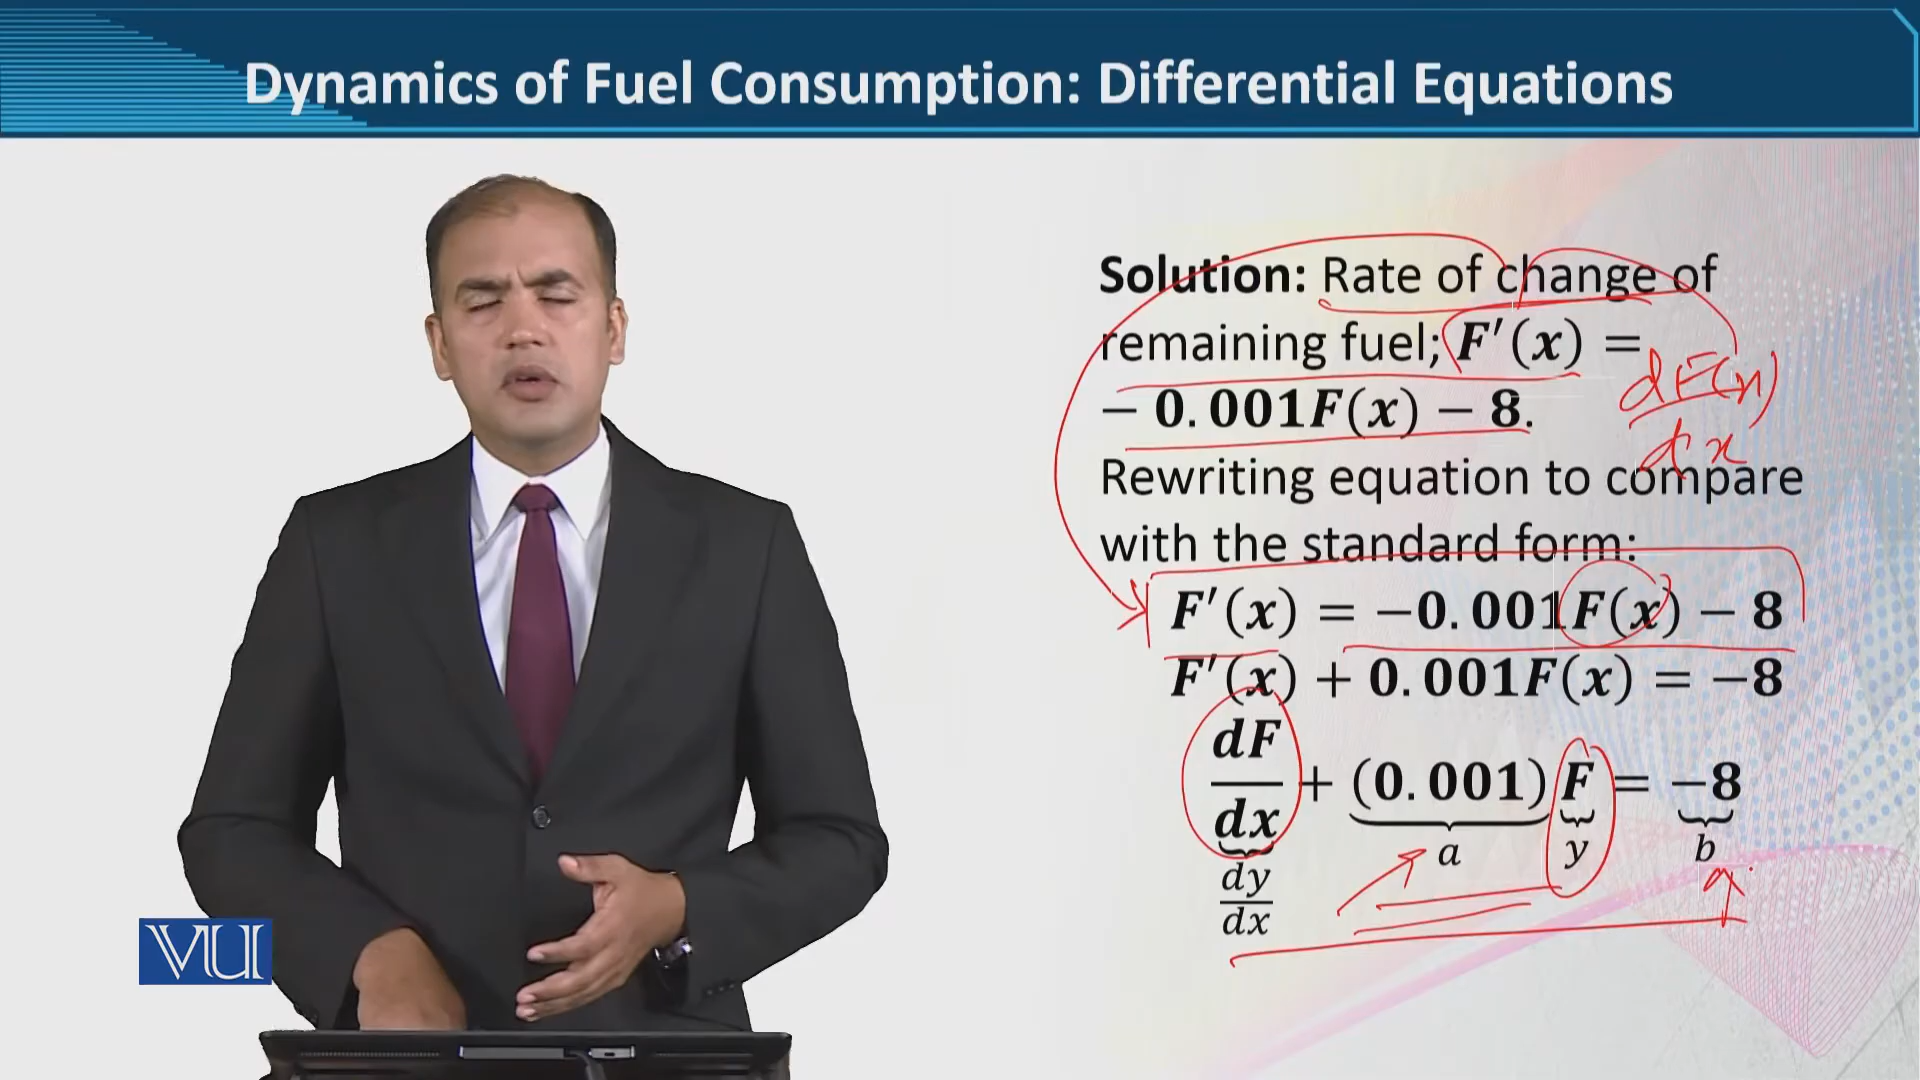 Dynamics of Fuel Consumption: Differential Equations
Solution: Rate of change of
remaining fuel; F′(x) =
− 0.001F(x) − 8.
dF(x)
dx
Rewriting equation to compare
with the standard form:
F′(x) = −0.001F(x) − 8
F′(x) + 0.001F(x) = −8
dF/dx + (0.001) F = −8
dy/dx a y b
VU